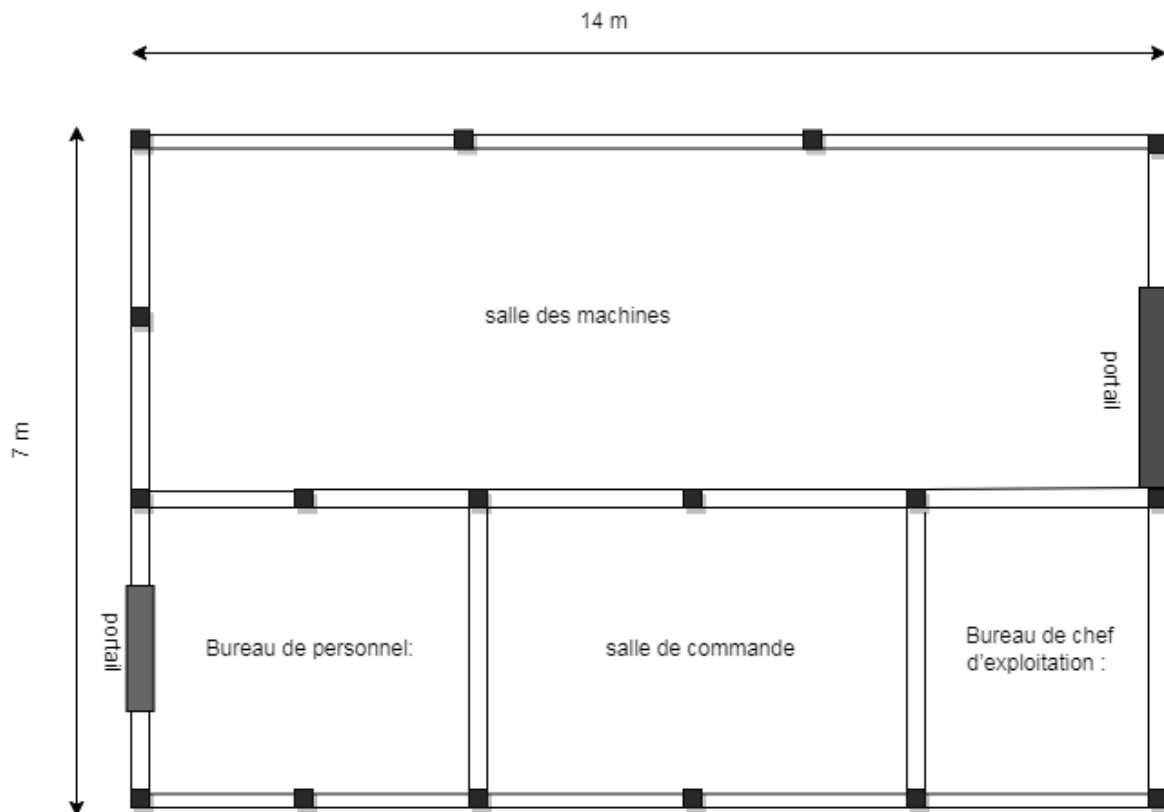 14 m
7 m
salle des machines
portail
portail
Bureau de personnel:
salle de commande
Bureau de chef
d'exploitation :